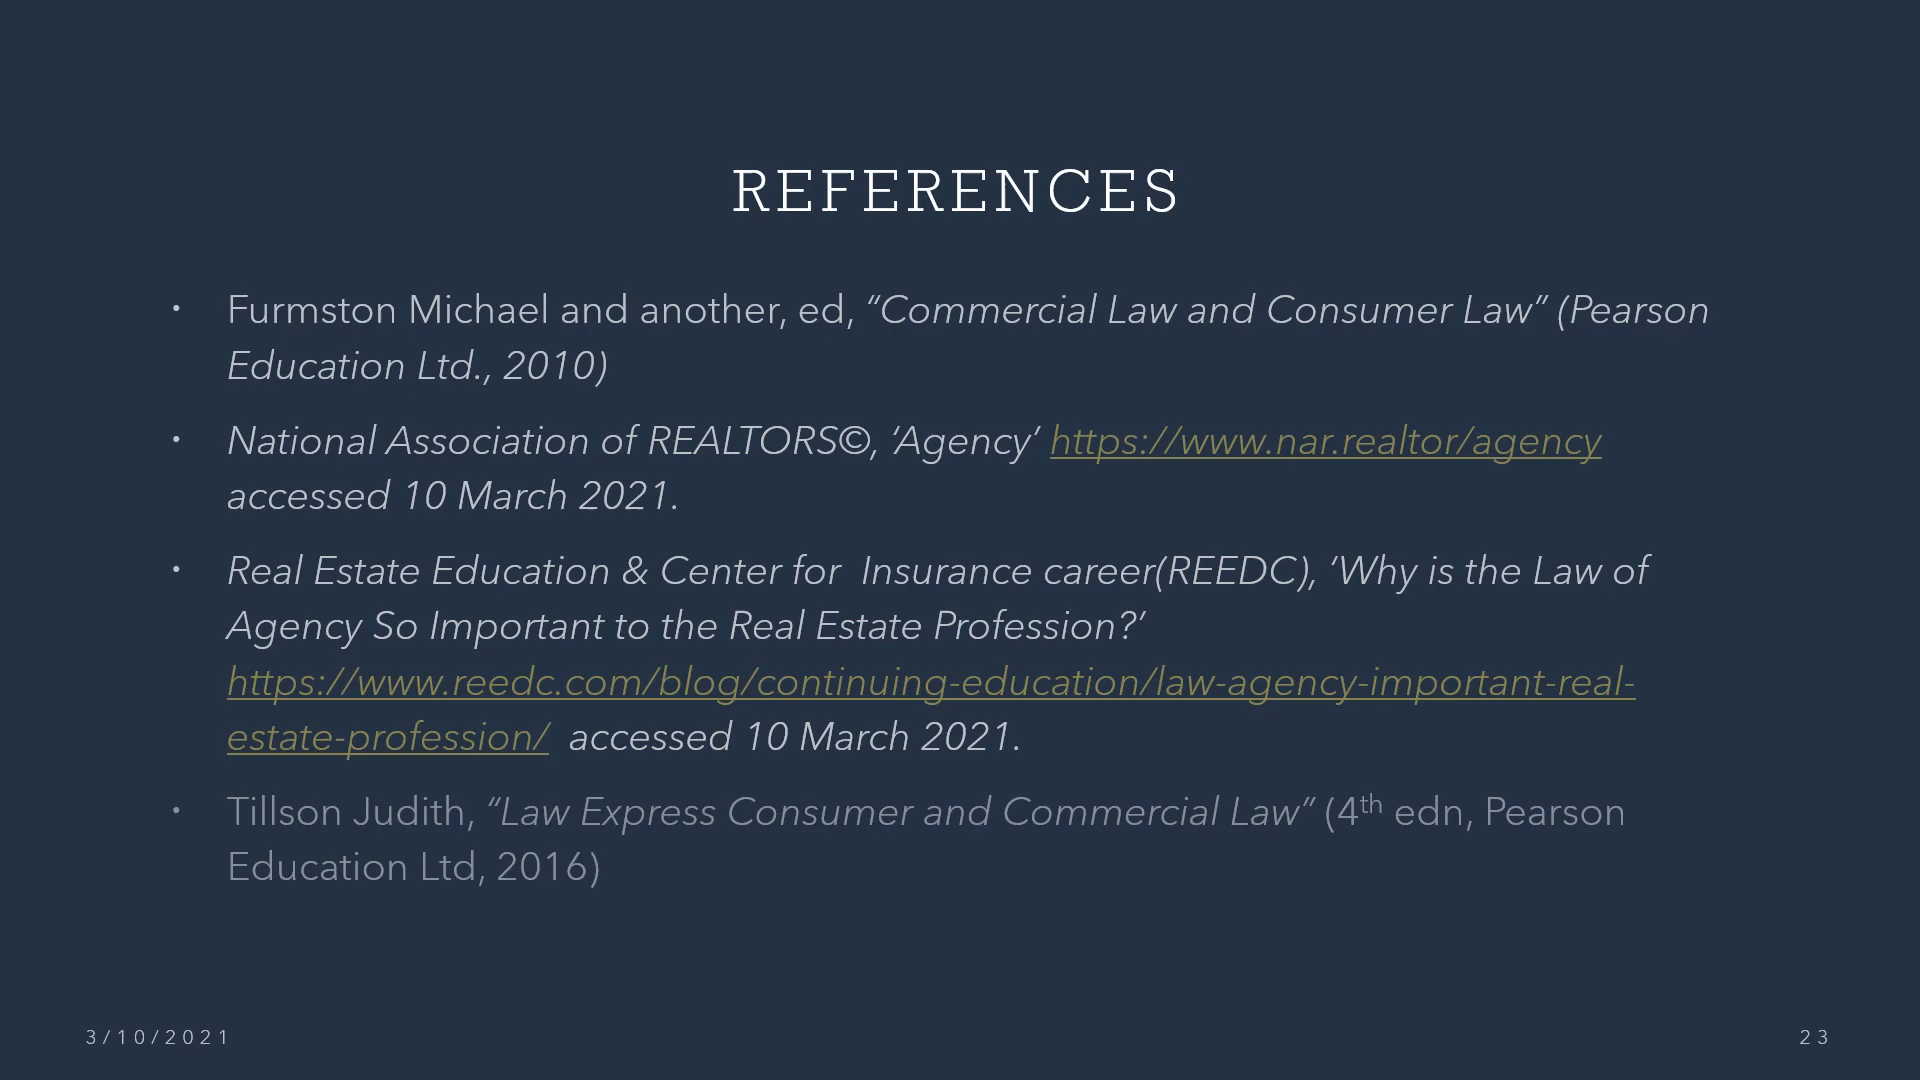 REFERENCES
• Furmston Michael and another, ed, “Commercial Law and Consumer Law” (Pearson
Education Ltd., 2010)
• National Association of REALTORS©, ‘Agency’ https://www.nar.realtor/agency
accessed 10 March 2021.
• Real Estate Education & Center for  Insurance career(REEDC), ‘Why is the Law of
Agency So Important to the Real Estate Profession?’
https://www.reedc.com/blog/continuing-education/law-agency-important-real-
estate-profession/  accessed 10 March 2021.
• Tillson Judith, “Law Express Consumer and Commercial Law” (4th edn, Pearson
Education Ltd, 2016)
3/10/2021
23